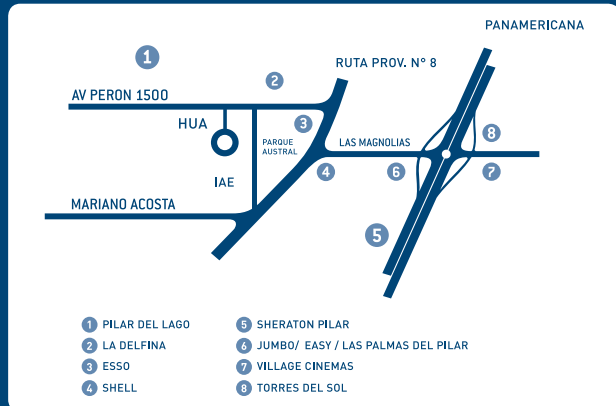 PANAMERICANA
1
RUTA PROV. N° 8
2
AV PERON 1500
HUA
3
8
PARQUE
AUSTRAL
LAS MAGNOLIAS
4
6
7
IAE
MARIANO ACOSTA
5
1 PILAR DEL LAGO
2 LA DELFINA
3 ESSO
4 SHELL
5 SHERATON PILAR
6 JUMBO/ EASY / LAS PALMAS DEL PILAR
7 VILLAGE CINEMAS
8 TORRES DEL SOL